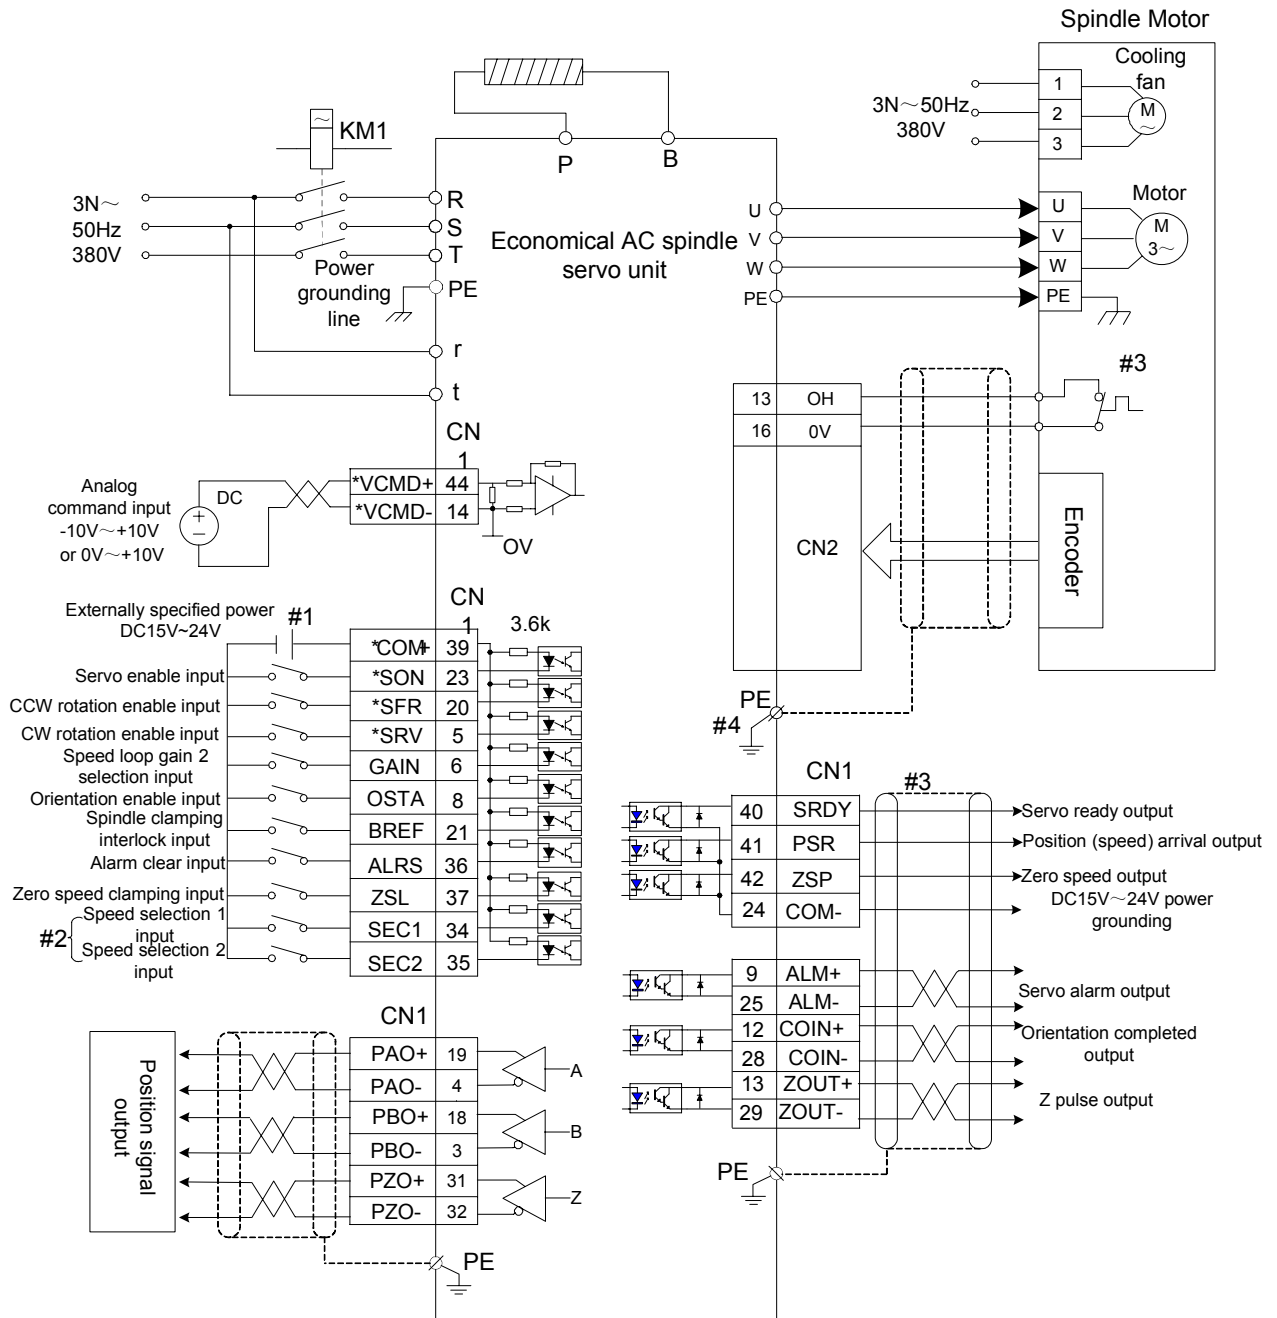 Spindle Motor
Cooling
fan
1
2
3
M
~
3N～50Hz
380V
KM1
P
B
3N～
50Hz
380V
R
S
T
PE
Power
grounding
line
r
t
Economical AC spindle
servo unit
U
V
W
PE
U
V
W
PE
Motor
M
3～
#3
13 OH
16 0V
CN2
Encoder
PE
#4
CN
1
Analog
command input
-10V～+10V
or 0V～+10V
DC
+
−
*VCMD+ 44
*VCMD- 14
OV
Externally specified power
DC15V~24V
#1
CN
1
3.6k
*COM+ 39
Servo enable input *SON 23
CCW rotation enable input *SFR 20
CW rotation enable input *SRV 5
Speed loop gain 2
selection input
GAIN 6
Orientation enable input OSTA 8
Spindle clamping
interlock input
BREF 21
Alarm clear input ALRS 36
Zero speed clamping input ZSL 37
#2
Speed selection 1
input
SEC1 34
Speed selection 2
input
SEC2 35
CN1
Position signal
output
PAO+ 19
PAO- 4
PBO+ 18
PBO- 3
PZO+ 31
PZO- 32
A
B
Z
PE
CN1
#3
40 SRDY Servo ready output
41 PSR Position (speed) arrival output
42 ZSP Zero speed output
24 COM- DC15V～24V power
grounding
9 ALM+
25 ALM-
Servo alarm output
12 COIN+
28 COIN-
Orientation completed
output
13 ZOUT+
29 ZOUT-
Z pulse output
PE